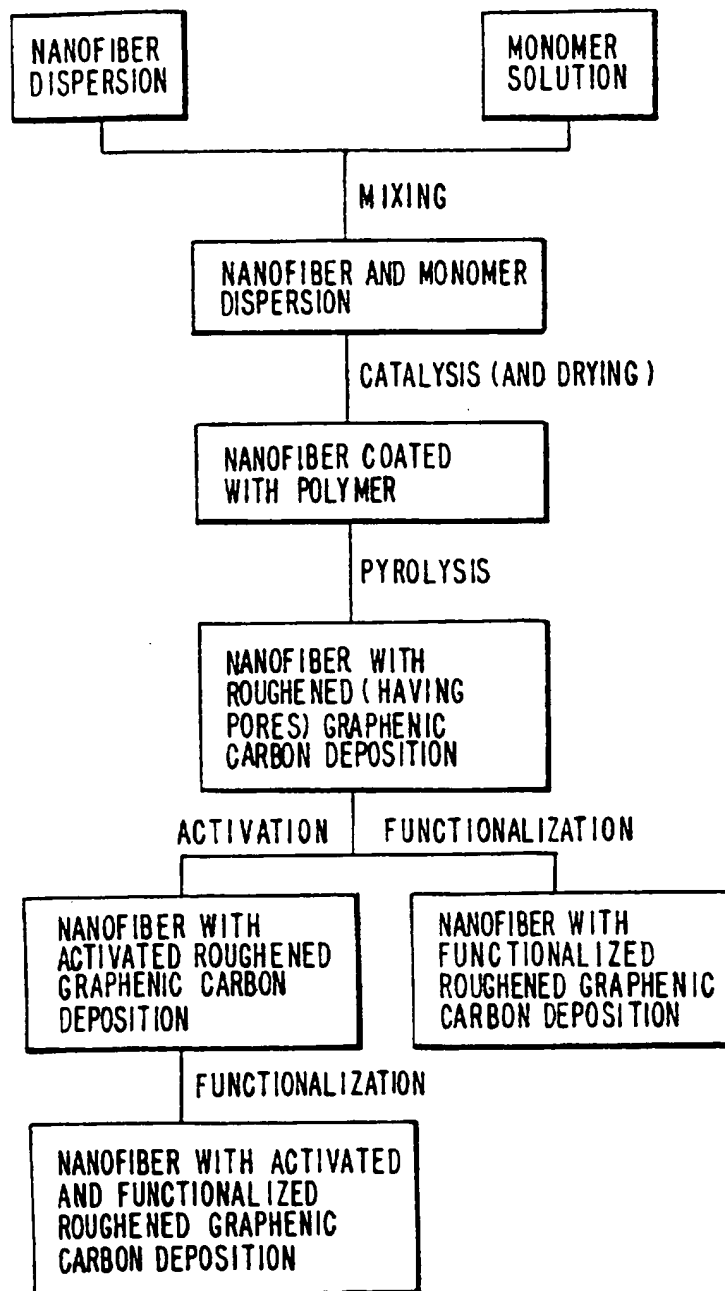 NANOFIBER
DISPERSION
MONOMER
SOLUTION
MIXING
NANOFIBER AND MONOMER
DISPERSION
CATALYSIS (AND DRYING)
NANOFIBER COATED
WITH POLYMER
PYROLYSIS
NANOFIBER WITH
ROUGHENED (HAVING
PORES) GRAPHENIC
CARBON DEPOSITION
ACTIVATION
FUNCTIONALIZATION
NANOFIBER WITH
ACTIVATED ROUGHENED
GRAPHENIC CARBON
DEPOSITION
NANOFIBER WITH
FUNCTIONALIZED
ROUGHENED GRAPHENIC
CARBON DEPOSITION
FUNCTIONALIZATION
NANOFIBER WITH ACTIVATED
AND FUNCTIONALIZED
ROUGHENED GRAPHENIC
CARBON DEPOSITION